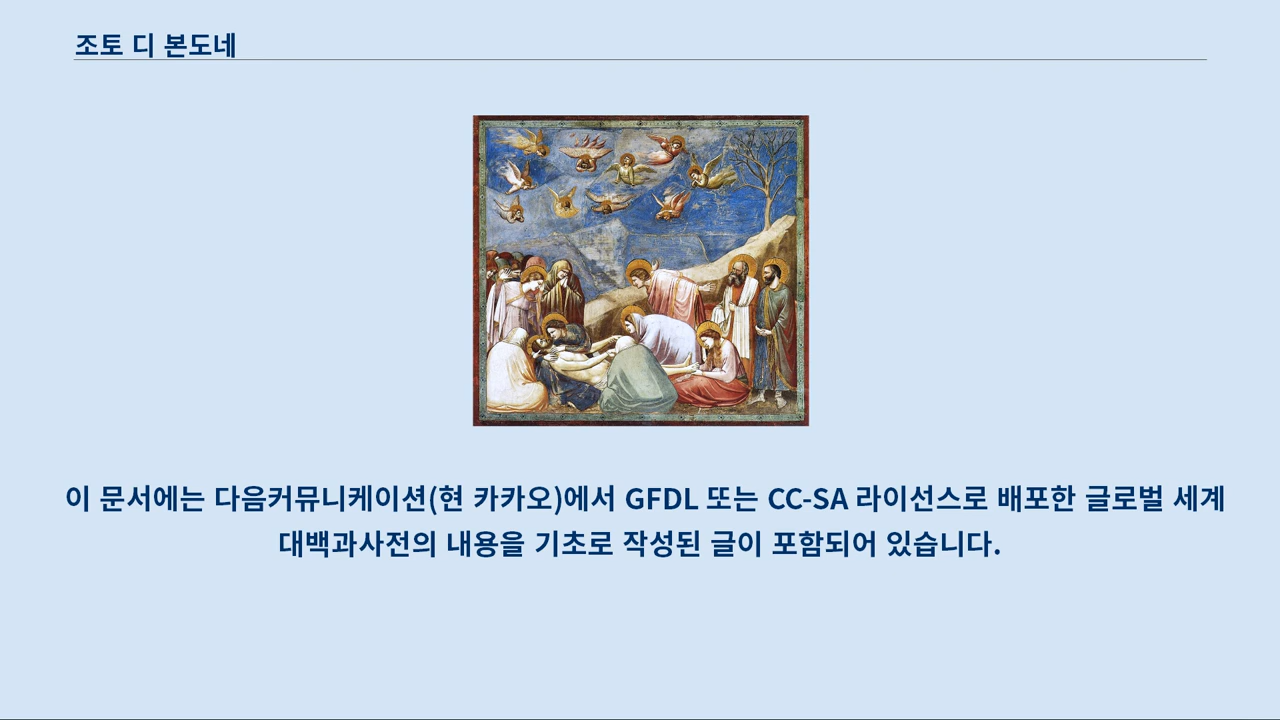 조토 디 본도네
이 문서에는 다음커뮤니케이션(현 카카오)에서 GFDL 또는 CC-SA 라이선스로 배포한 글로벌 세계
대백과사전의 내용을 기초로 작성된 글이 포함되어 있습니다.